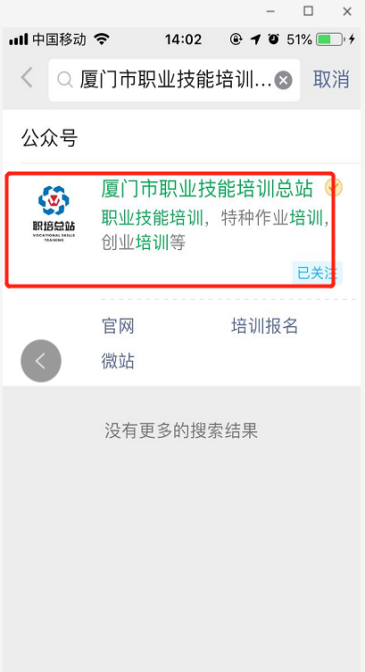 中国移动 14:02 51%
厦门市职业技能培训... 取消
公众号
厦门市职业技能培训总站
职培总站
VOCATIONAL SKILLS
TRAINING
职业技能培训，特种作业培训，
创业培训等
已关注
官网 培训报名
微站
没有更多的搜索结果